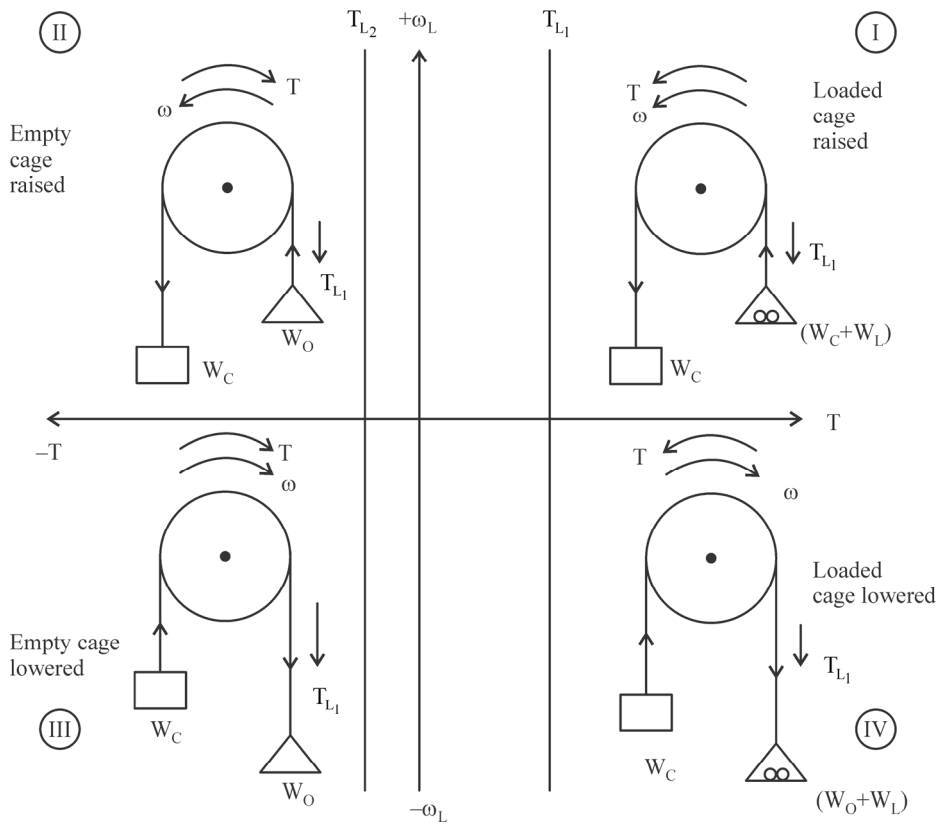 II
T_L2
+ω_L
T_L1
I
T
ω
Empty
cage
raised
T_L1
W_O
W_C
T
ω
Loaded
cage
raised
T_L1
(W_C+W_L)
W_C
–T
T
T
ω
Empty cage
lowered
T_L1
W_C
W_O
III
T
ω
Loaded
cage lowered
T_L1
W_C
(W_O+W_L)
IV
–ω_L